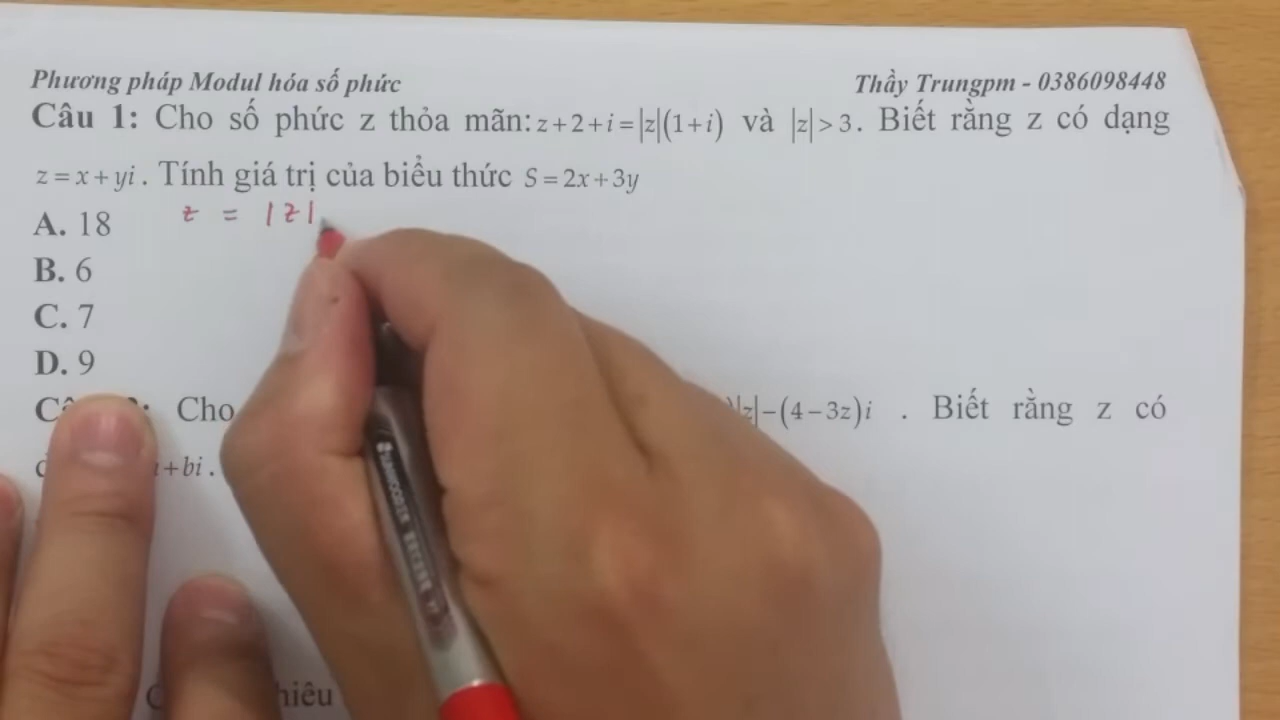 Phương pháp Modul hóa số phức Thầy Trungpm - 0386098448
Câu 1: Cho số phức z thỏa mãn: z+2+i=|z|(1+i) và |z|>3. Biết rằng z có dạng
z=x+yi. Tính giá trị của biểu thức S=2x+3y
z = |z|
A. 18
B. 6
C. 7
D. 9
Cho |z|-(4-3z)i . Biết rằng z có
+bi.